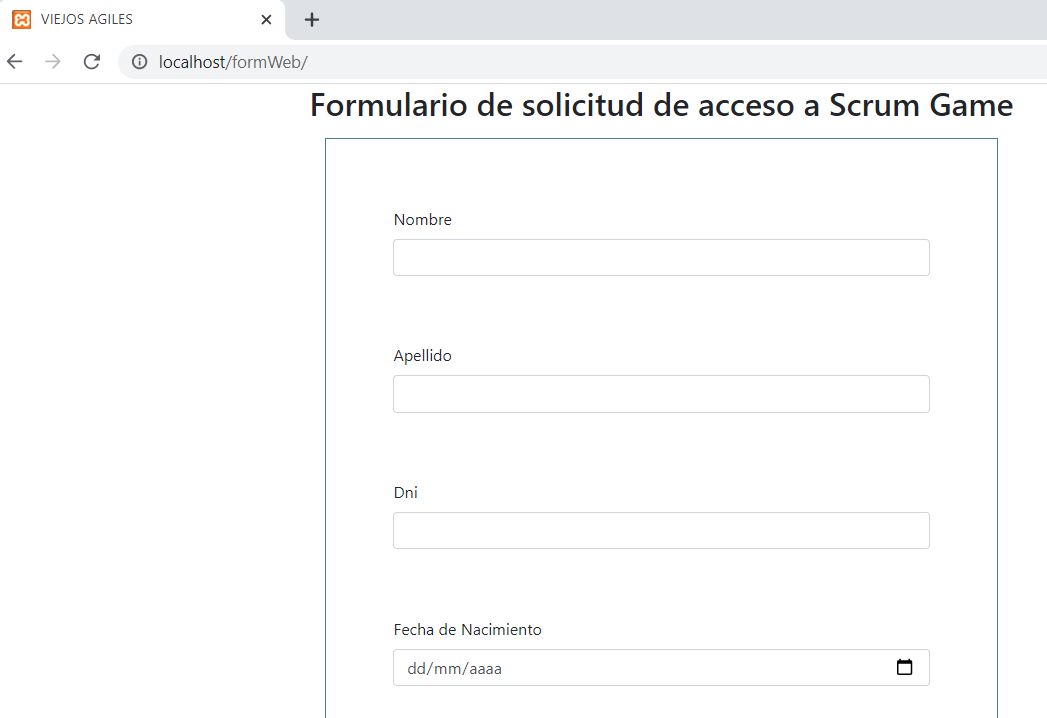 VIEJOS AGILES
localhost/formWeb/
Formulario de solicitud de acceso a Scrum Game
Nombre
Apellido
Dni
Fecha de Nacimiento
dd/mm/aaaa